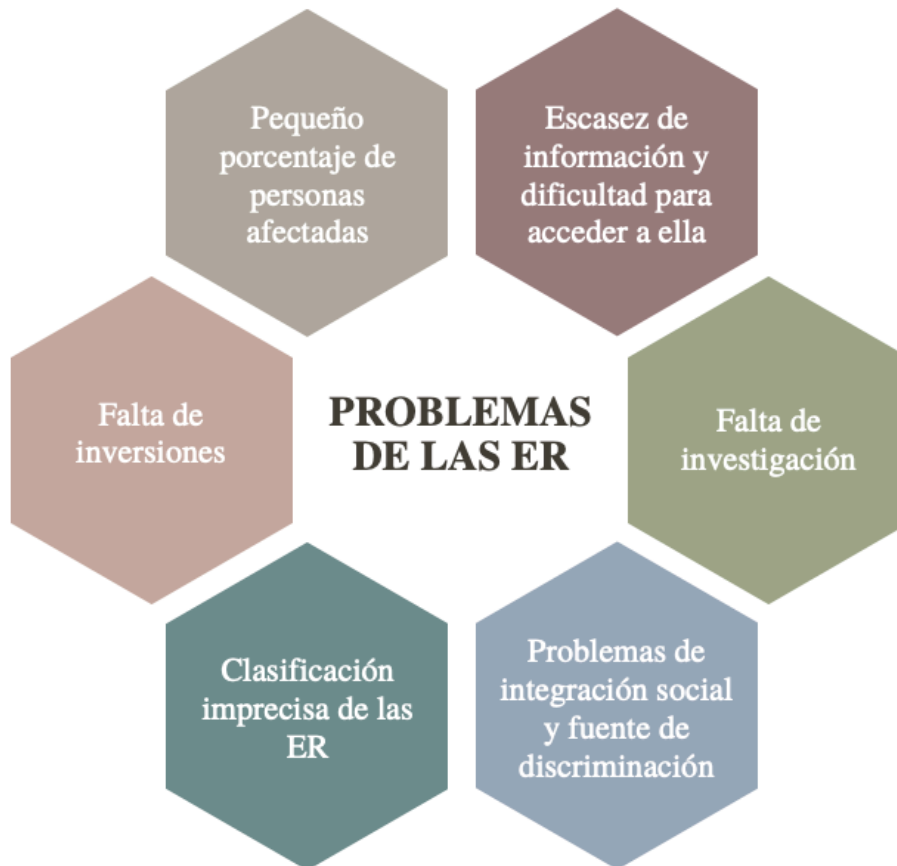 Pequeño
porcentaje de
personas
afectadas
Escasez de
información y
dificultad para
acceder a ella
Falta de
inversiones
PROBLEMAS
DE LAS ER
Falta de
investigación
Clasificación
imprecisa de las
ER
Problemas de
integración social
y fuente de
discriminación